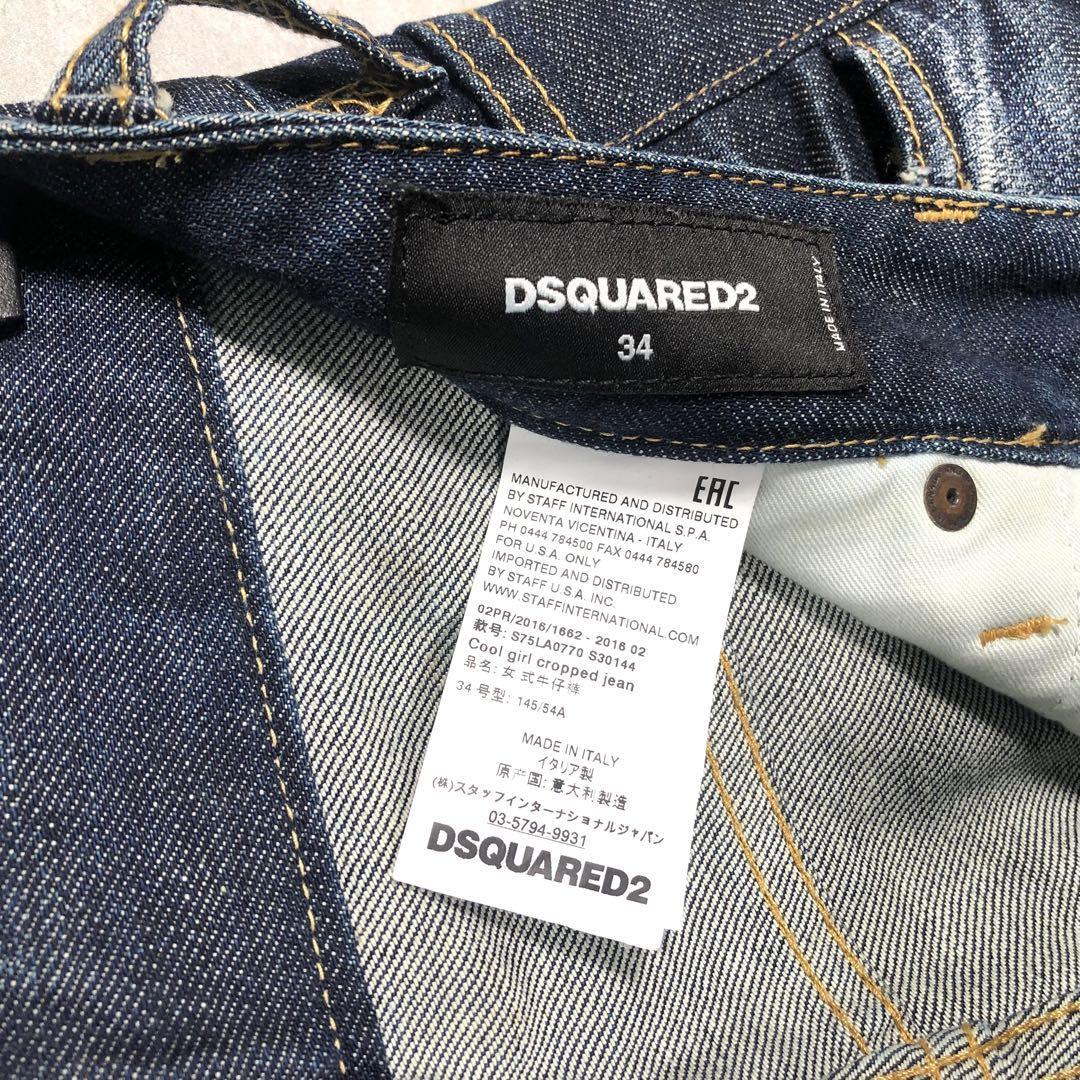 DSQUARED2
34
MADE IN ITALY
EAC
MANUFACTURED AND DISTRIBUTED
BY STAFF INTERNATIONAL S.P.A.
NOVENTA VICENTINA - ITALY
PH 0444 784500 FAX 0444 784580
FOR U.S.A. ONLY
IMPORTED AND DISTRIBUTED
BY STAFF U.S.A. INC.
WWW.STAFFINTERNATIONAL.COM
02PR/2016/1662 - 2016 02
款号: S75LA0770 S30144
Cool girl cropped jean
品名: 女式牛仔裤
34 号型: 145/54A
MADE IN ITALY
イタリア製
原产国: 意大利製造
(株)スタッフインターナショナルジャパン
03-5794-9931
DSQUARED2